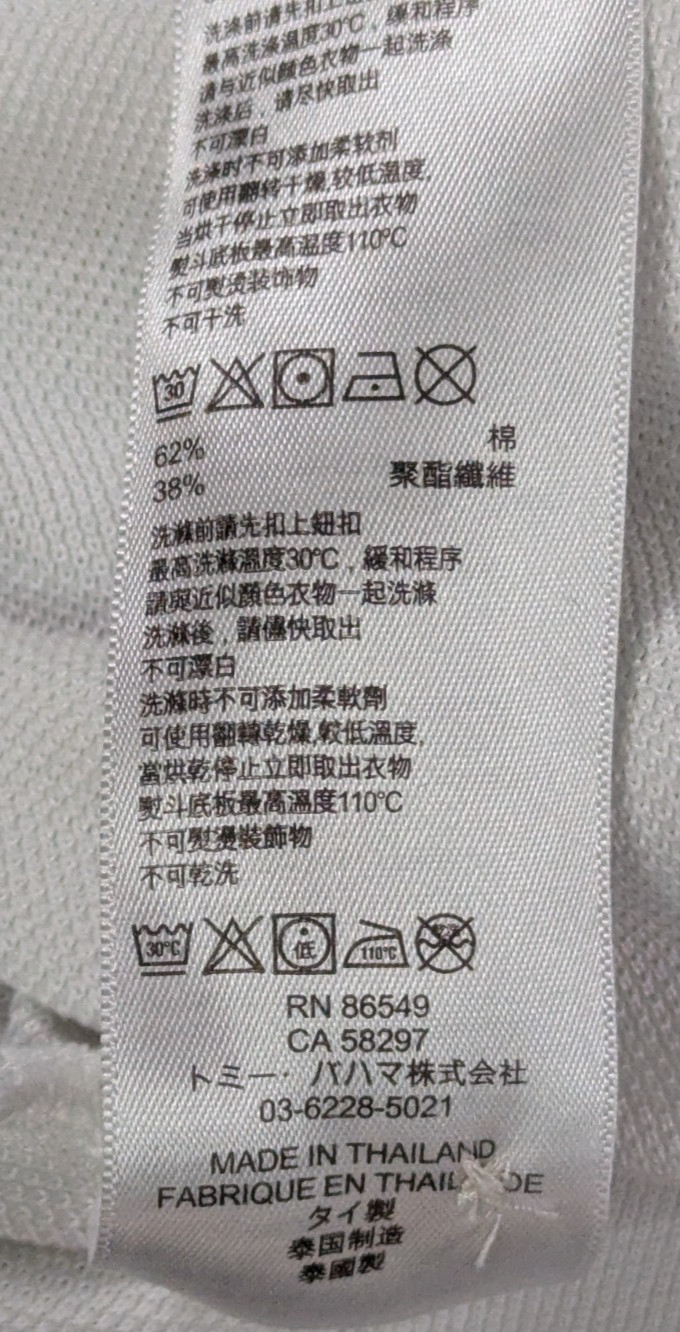 洗涤前请先扣上
最高洗涤温度30°C，缓和程序
请与近似颜色衣物一起洗涤
洗涤后，请尽快取出
不可漂白
洗涤时不可添加柔软剂
可使用翻转干燥,较低温度,
当烘干停止立即取出衣物
熨斗底板最高温度110°C
不可熨烫装饰物
不可干洗
30
62% 棉
38% 聚酯纖維
洗滌前請先扣上鈕扣
最高洗滌溫度30°C，緩和程序
請與近似顏色衣物一起洗滌
洗滌後，請儘快取出
不可漂白
洗滌時不可添加柔軟劑
可使用翻轉乾燥,較低溫度,
當烘乾停止立即取出衣物
熨斗底板最高溫度110°C
不可熨燙裝飾物
不可乾洗
30°C 低 110°C
RN 86549
CA 58297
トミー・バハマ株式会社
03-6228-5021
MADE IN THAILAND
FABRIQUE EN THAILANDE
タイ製
泰国制造
泰國製